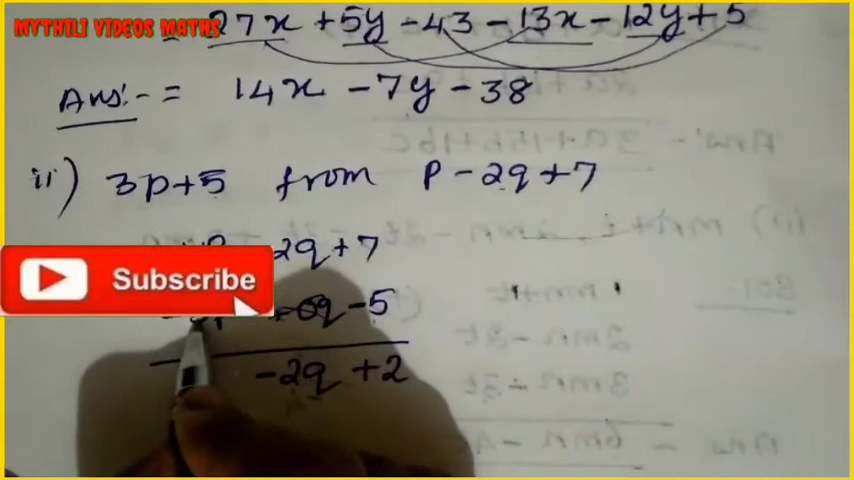 MYTHILI VIDEOS MATHS
= 27x + 5y - 43 - 13x - 12y + 5
Ans:- = 14x - 7y - 38
ii) 3p+5 from p - 2q + 7
2q + 7
Subscribe
+0q - 5
- 2q + 2